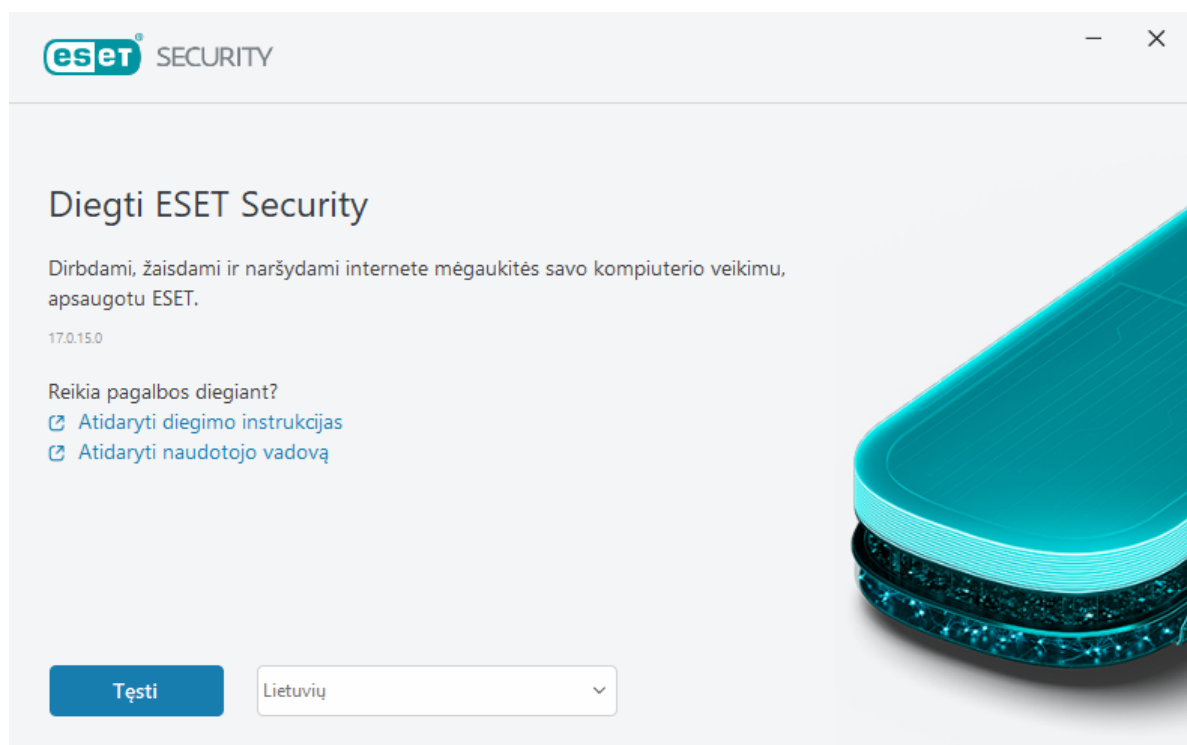 eset® SECURITY
Diegti ESET Security
Dirbdami, žaisdami ir naršydami internete mėgaukitės savo kompiuterio veikimu,
apsaugotu ESET.
17.0.15.0
Reikia pagalbos diegiant?
Atidaryti diegimo instrukcijas
Atidaryti naudotojo vadovą
Tęsti
Lietuvių